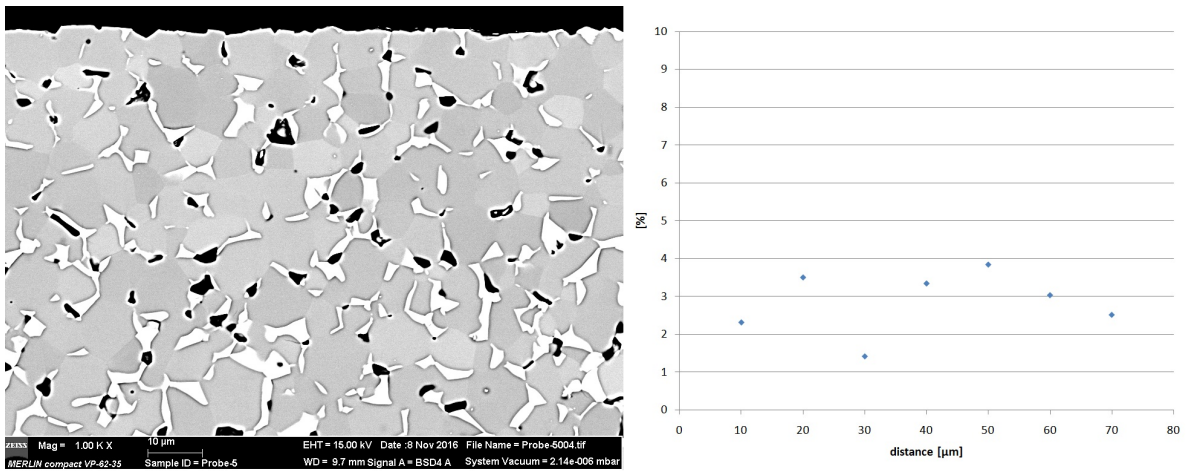 10
9
8
7
6
5
4
3
2
1
0
[%]
0 10 20 30 40 50 60 70 80
distance [µm]
ZEISS
Mag = 1.00 K X
10 µm
EHT = 15.00 kV Date :8 Nov 2016 File Name = Probe-5004.tif
MERLIN compact VP-62-35
Sample ID = Probe-5
WD = 9.7 mm Signal A = BSD4 A System Vacuum = 2.14e-006 mbar